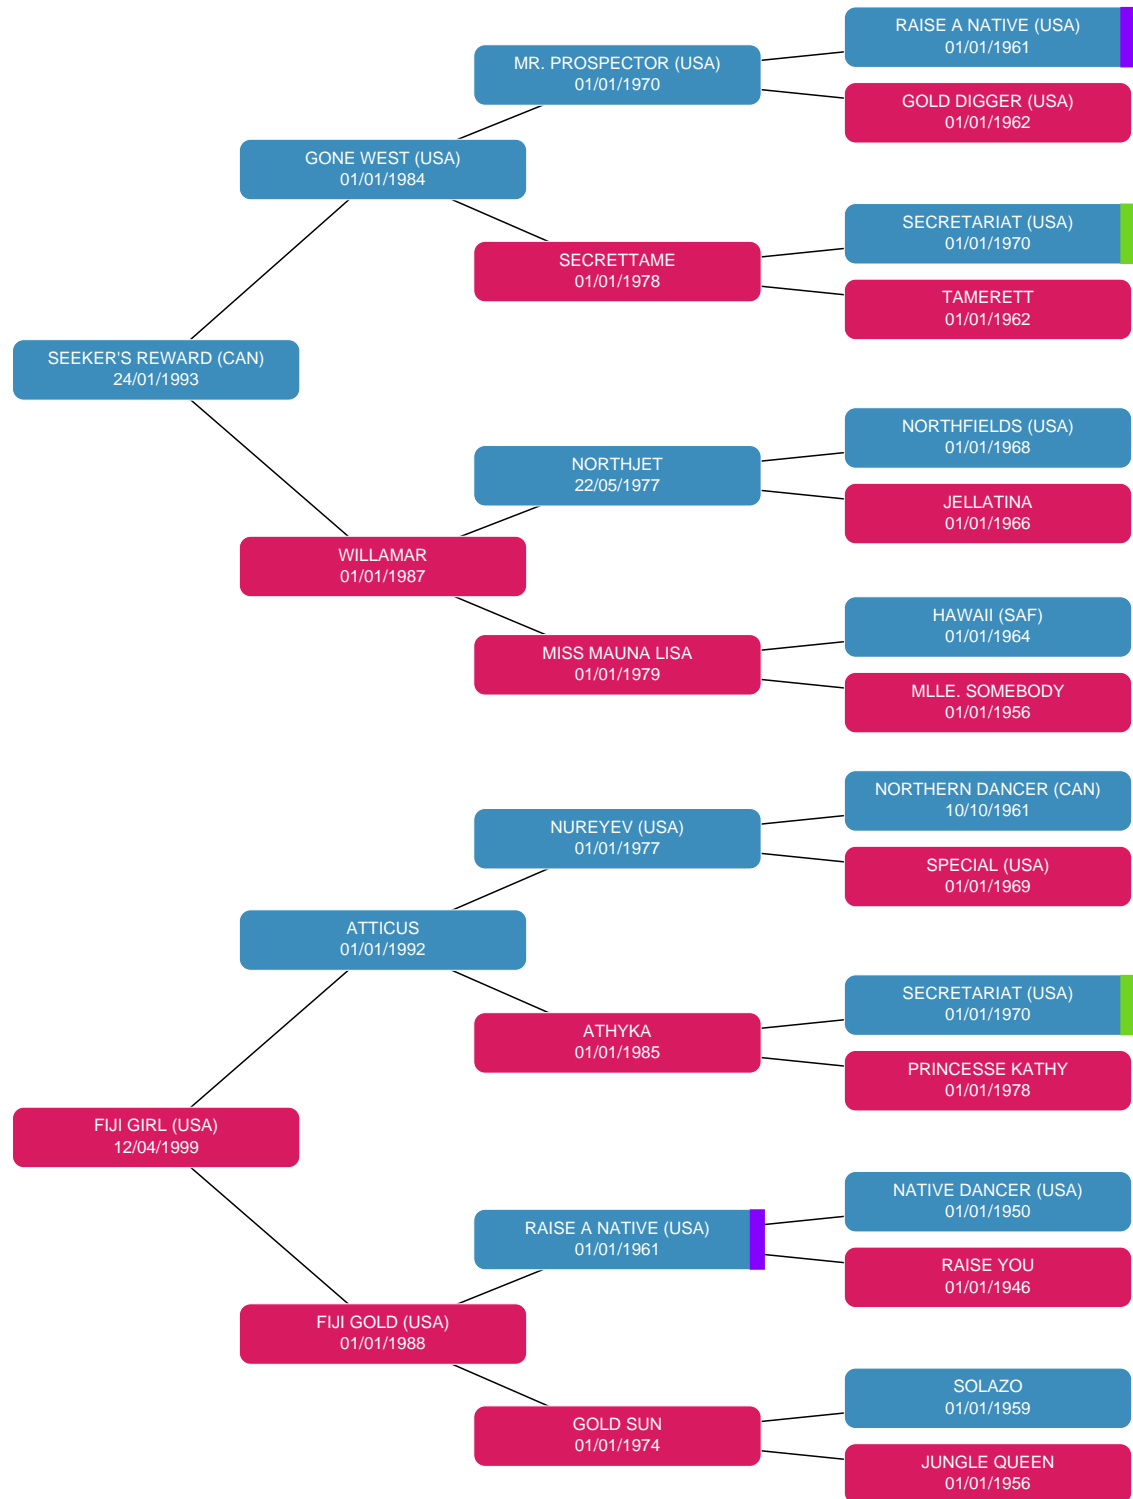 RAISE A NATIVE (USA)
01/01/1961
MR. PROSPECTOR (USA)
01/01/1970
GOLD DIGGER (USA)
01/01/1962
GONE WEST (USA)
01/01/1984
SECRETARIAT (USA)
01/01/1970
SECRETTAME
01/01/1978
TAMERETT
01/01/1962
SEEKER'S REWARD (CAN)
24/01/1993
NORTHFIELDS (USA)
01/01/1968
NORTHJET
22/05/1977
JELLATINA
01/01/1966
WILLAMAR
01/01/1987
HAWAII (SAF)
01/01/1964
MISS MAUNA LISA
01/01/1979
MLLE. SOMEBODY
01/01/1956
NORTHERN DANCER (CAN)
10/10/1961
NUREYEV (USA)
01/01/1977
SPECIAL (USA)
01/01/1969
ATTICUS
01/01/1992
SECRETARIAT (USA)
01/01/1970
ATHYKA
01/01/1985
PRINCESSE KATHY
01/01/1978
FIJI GIRL (USA)
12/04/1999
NATIVE DANCER (USA)
01/01/1950
RAISE A NATIVE (USA)
01/01/1961
RAISE YOU
01/01/1946
FIJI GOLD (USA)
01/01/1988
SOLAZO
01/01/1959
GOLD SUN
01/01/1974
JUNGLE QUEEN
01/01/1956